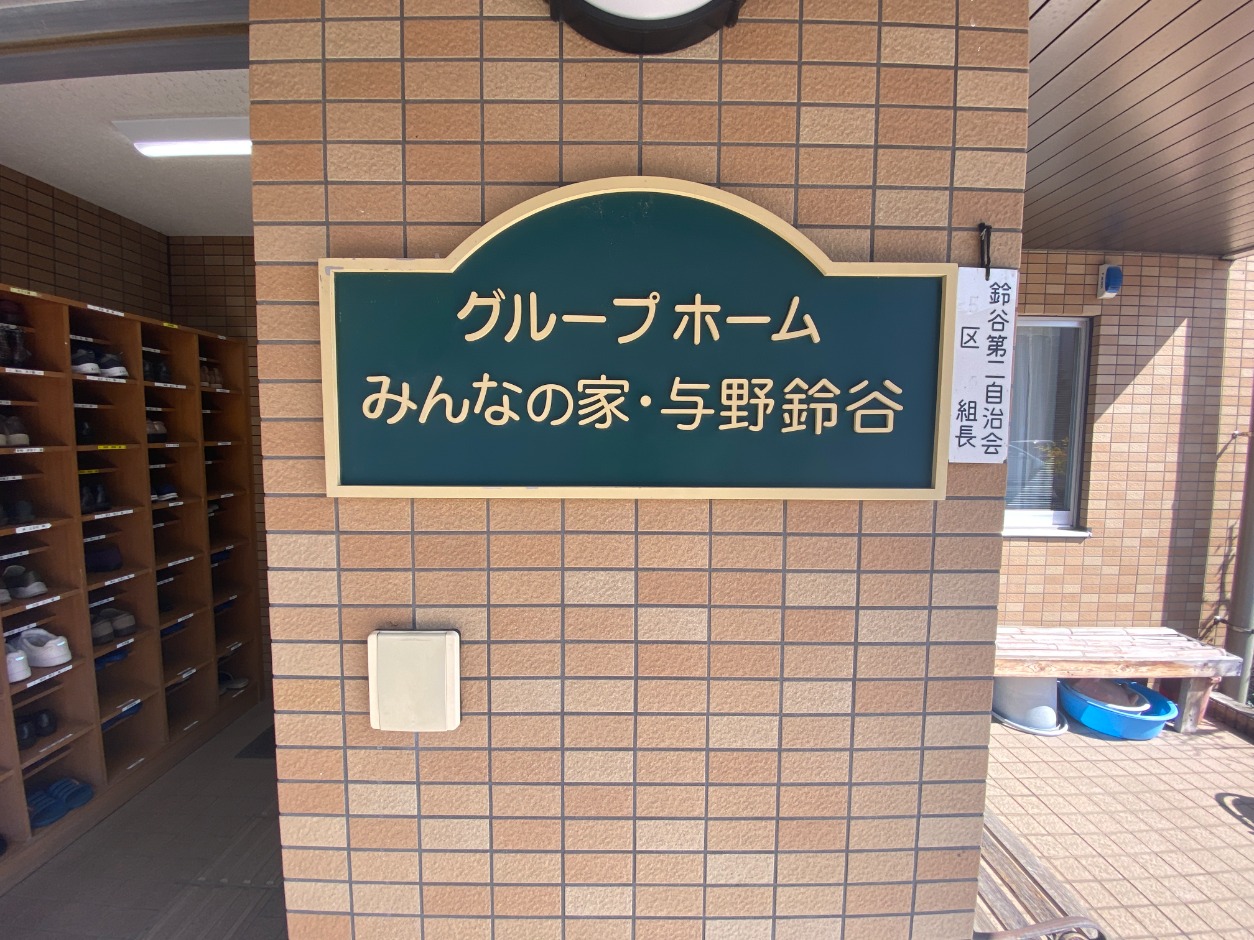 グループホーム
みんなの家・与野鈴谷
鈴谷第二自治会
区 組長